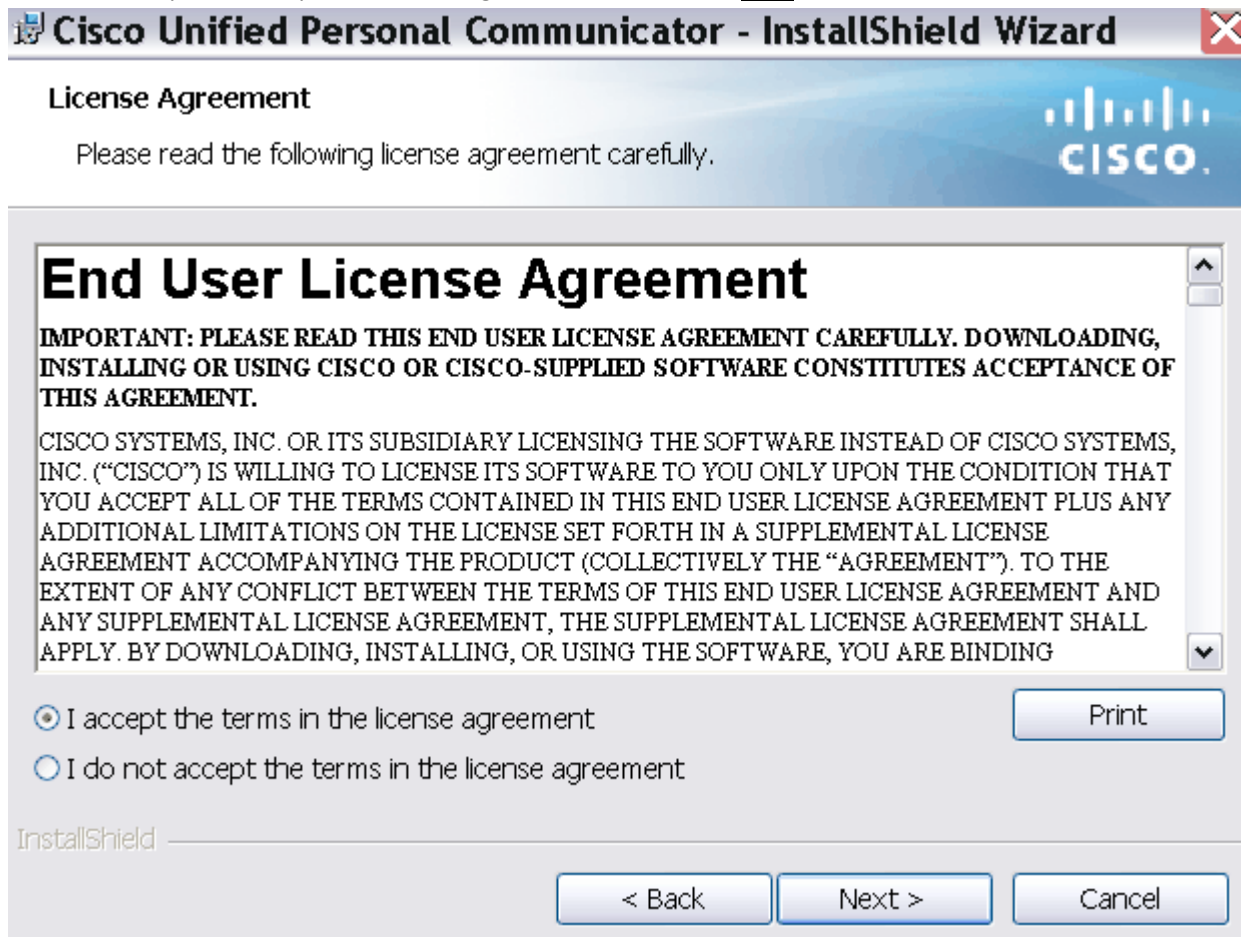 Cisco Unified Personal Communicator - InstallShield Wizard
License Agreement
Please read the following license agreement carefully.
CISCO.
End User License Agreement
IMPORTANT: PLEASE READ THIS END USER LICENSE AGREEMENT CAREFULLY. DOWNLOADING,
INSTALLING OR USING CISCO OR CISCO-SUPPLIED SOFTWARE CONSTITUTES ACCEPTANCE OF
THIS AGREEMENT.
CISCO SYSTEMS, INC. OR ITS SUBSIDIARY LICENSING THE SOFTWARE INSTEAD OF CISCO SYSTEMS,
INC. (“CISCO”) IS WILLING TO LICENSE ITS SOFTWARE TO YOU ONLY UPON THE CONDITION THAT
YOU ACCEPT ALL OF THE TERMS CONTAINED IN THIS END USER LICENSE AGREEMENT PLUS ANY
ADDITIONAL LIMITATIONS ON THE LICENSE SET FORTH IN A SUPPLEMENTAL LICENSE
AGREEMENT ACCOMPANYING THE PRODUCT (COLLECTIVELY THE “AGREEMENT”). TO THE
EXTENT OF ANY CONFLICT BETWEEN THE TERMS OF THIS END USER LICENSE AGREEMENT AND
ANY SUPPLEMENTAL LICENSE AGREEMENT, THE SUPPLEMENTAL LICENSE AGREEMENT SHALL
APPLY. BY DOWNLOADING, INSTALLING, OR USING THE SOFTWARE, YOU ARE BINDING
I accept the terms in the license agreement
Print
I do not accept the terms in the license agreement
InstallShield
< Back
Next >
Cancel